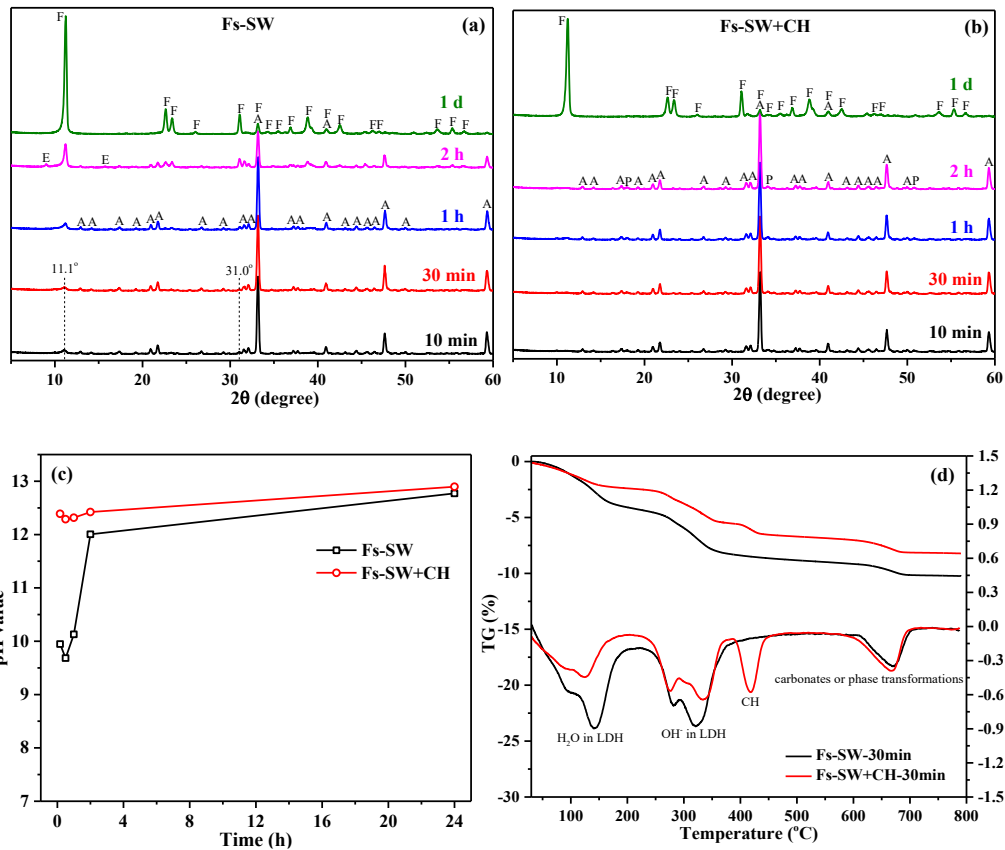 Fs-SW (a)
F
1 d
F F F F F A F F F F F A F F F F F F
2 h
E E
1 h
A A A A A A A A A A A A A A A A A A A A A
11.1° 31.0°
30 min
10 min
10 20 30 40 50 60
2θ (degree)
Fs-SW+CH (b)
F
1 d
F F F F F A F F F F F A F F F F F F
2 h
A A A P A A A A A A A A P A A A A A A A A A P A
1 h
30 min
10 min
10 20 30 40 50 60
2θ (degree)
(c)
13
12
11
10
9
8
7
pH value
Fs-SW
Fs-SW+CH
0 4 8 12 16 20 24
Time (h)
(d)
0
-5
-10
-15
-20
-25
-30
TG (%)
1.5
1.2
0.9
0.6
0.3
0.0
-0.3
-0.6
-0.9
-1.2
-1.5
H₂O in LDH
OH⁻ in LDH
CH
carbonates or phase transformations
Fs-SW-30min
Fs-SW+CH-30min
100 200 300 400 500 600 700 800
Temperature (°C)